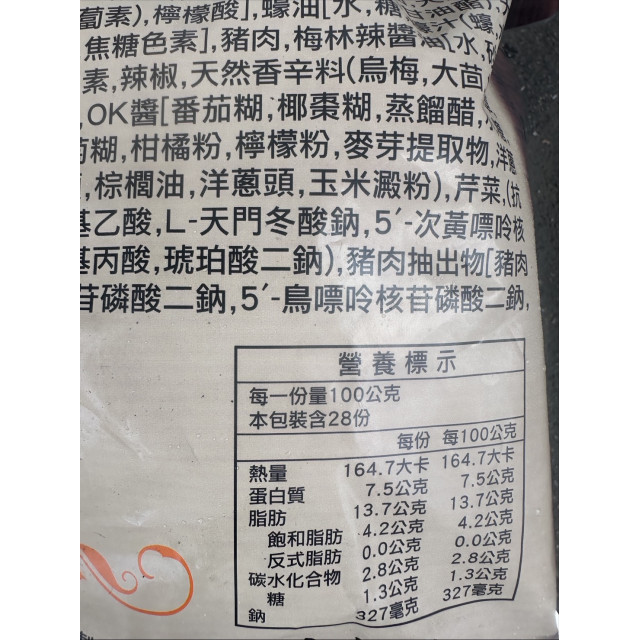 蔔素),檸檬酸],蠔油[水,糖
焦糖色素],豬肉,梅林辣醬油[水,
素,辣椒,天然香辛料(烏梅,大茴
,OK醬[番茄糊,椰棗糊,蒸餾醋,
糊,柑橘粉,檸檬粉,麥芽提取物,洋蔥
,棕櫚油,洋蔥頭,玉米澱粉),芹菜,(抗
基乙酸,L-天門冬酸鈉,5´-次黃嘌呤核
基丙酸,琥珀酸二鈉),豬肉抽出物[豬肉
苷磷酸二鈉,5´-鳥嘌呤核苷磷酸二鈉,
營養標示
每一份量100公克
本包裝含28份
每份 每100公克
熱量 164.7大卡 164.7大卡
蛋白質 7.5公克 7.5公克
脂肪 13.7公克 13.7公克
飽和脂肪 4.2公克 4.2公克
反式脂肪 0.0公克 0.0公克
碳水化合物 2.8公克 2.8公克
糖 1.3公克 1.3公克
鈉 327毫克 327毫克